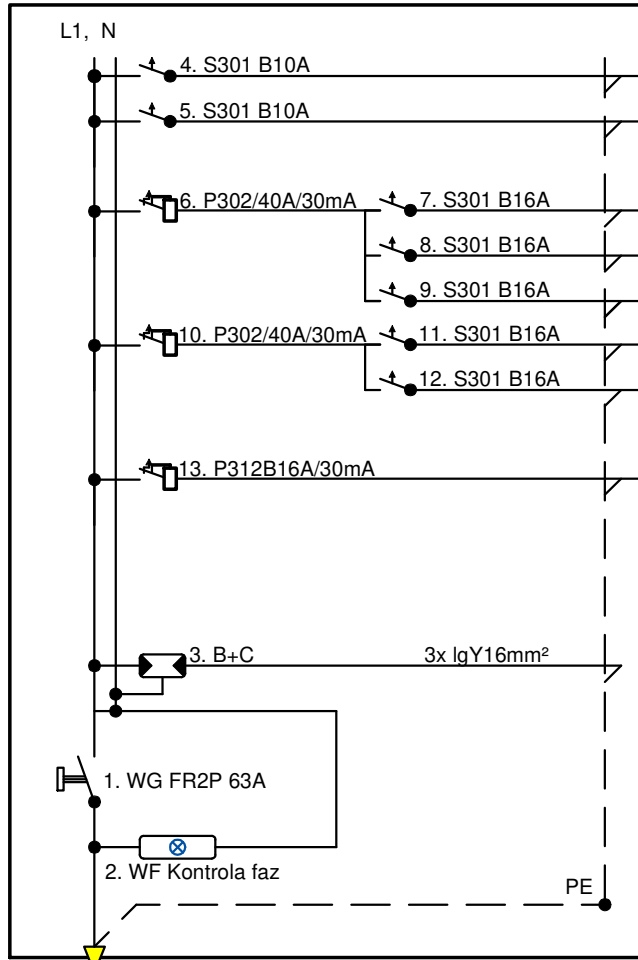 L1, N
4. S301 B10A
5. S301 B10A
6. P302/40A/30mA 7. S301 B16A
8. S301 B16A
9. S301 B16A
10. P302/40A/30mA 11. S301 B16A
12. S301 B16A
13. P312B16A/30mA
3. B+C 3x lgY16mm²
1. WG FR2P 63A
2. WF Kontrola faz
PE